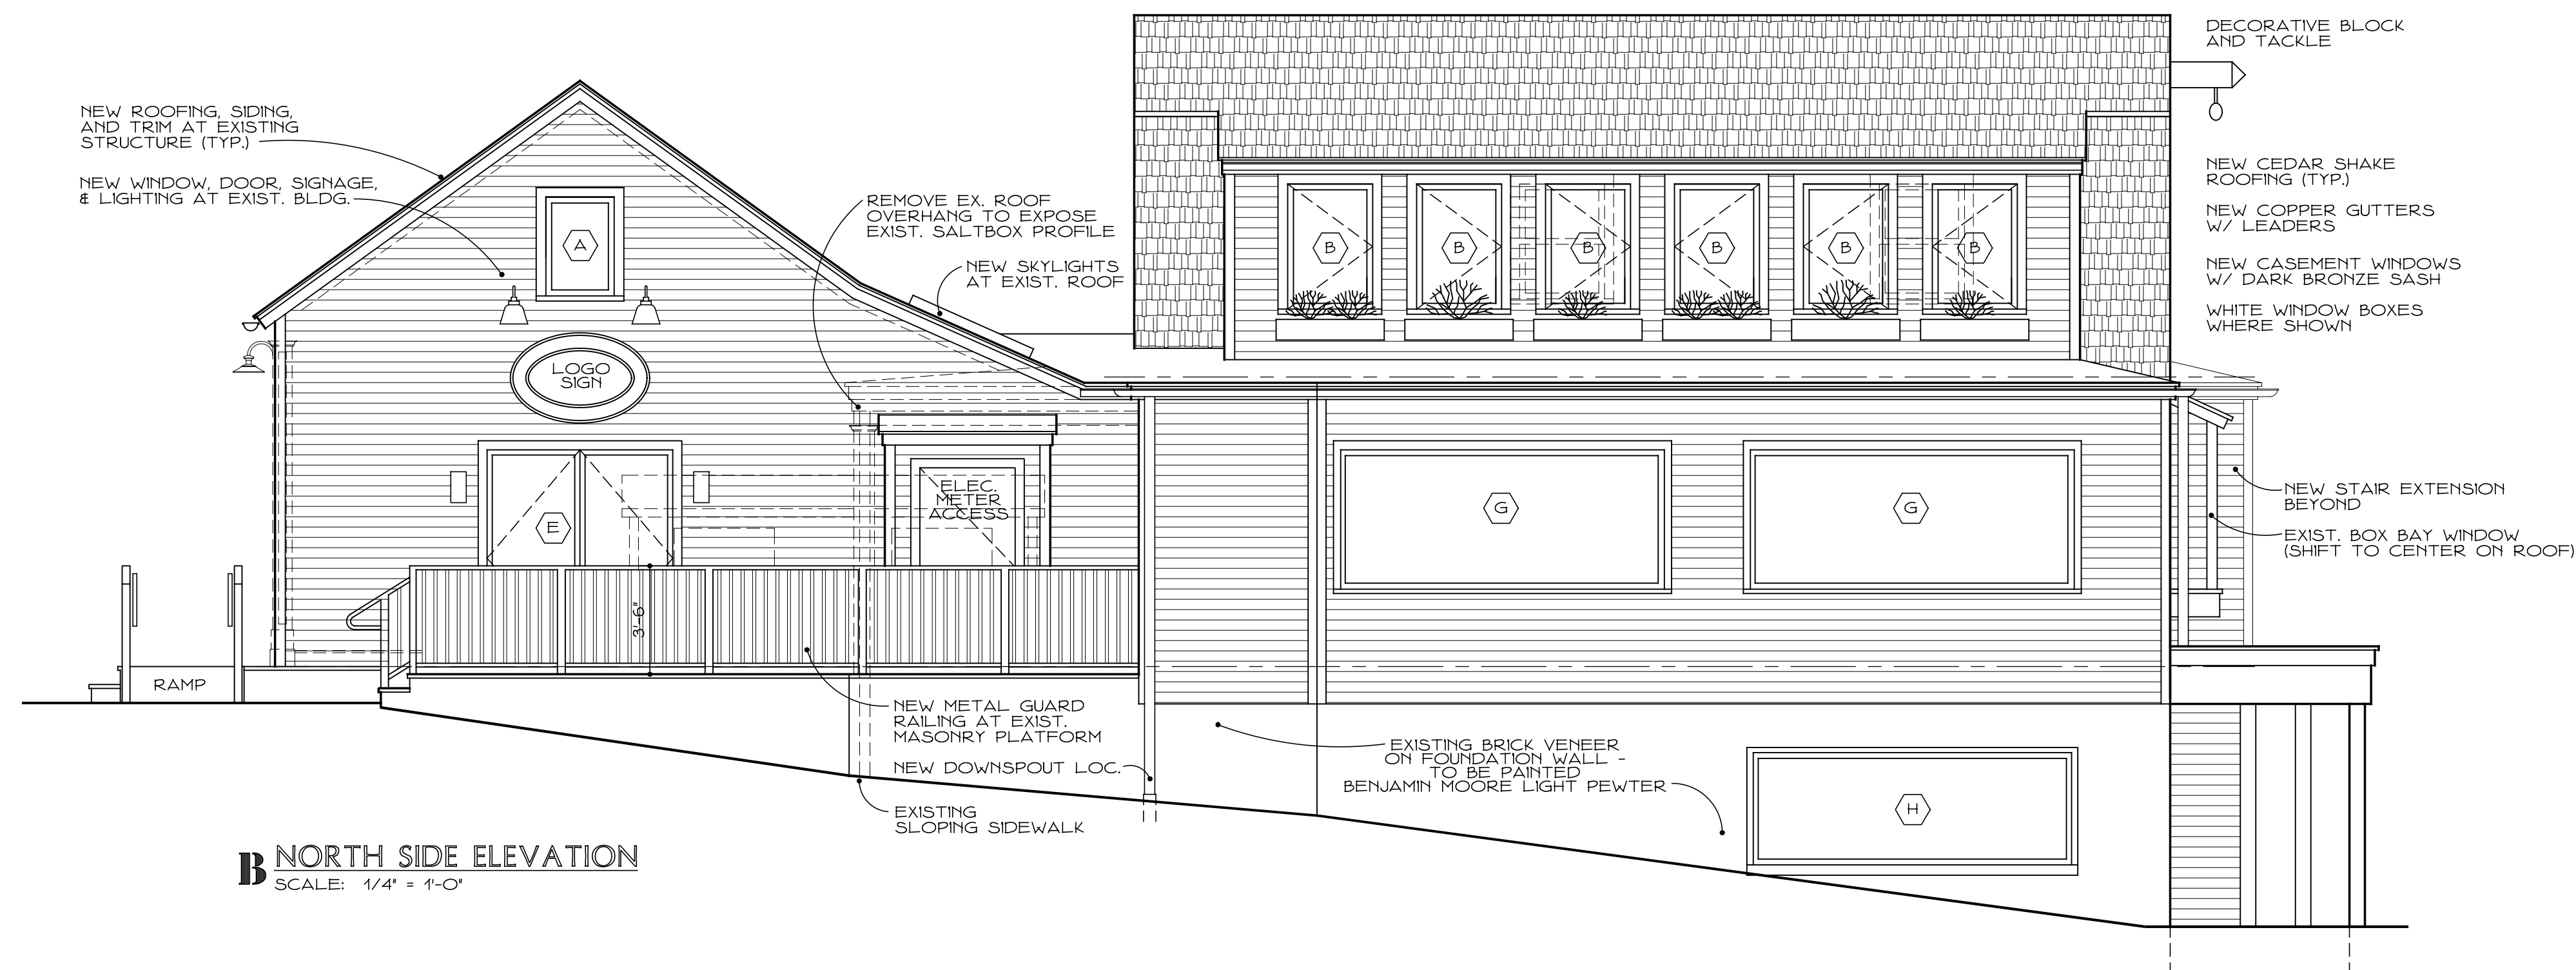 DECORATIVE BLOCK
AND TACKLE
NEW ROOFING, SIDING,
AND TRIM AT EXISTING
STRUCTURE (TYP.)
NEW WINDOW, DOOR, SIGNAGE,
& LIGHTING AT EXIST. BLDG.
REMOVE EX. ROOF
OVERHANG TO EXPOSE
EXIST. SALTBOX PROFILE
NEW SKYLIGHTS
AT EXIST. ROOF
NEW CEDAR SHAKE
ROOFING (TYP.)
NEW COPPER GUTTERS
W/ LEADERS
NEW CASEMENT WINDOWS
W/ DARK BRONZE SASH
WHITE WINDOW BOXES
WHERE SHOWN
A
B
B
B
B
B
B
LOGO
SIGN
ELEC.
METER
ACCESS
E
G
G
NEW STAIR EXTENSION
BEYOND
EXIST. BOX BAY WINDOW
(SHIFT TO CENTER ON ROOF)
3'-6"
RAMP
NEW METAL GUARD
RAILING AT EXIST.
MASONRY PLATFORM
NEW DOWNSPOUT LOC.
EXISTING BRICK VENEER
ON FOUNDATION WALL -
TO BE PAINTED
BENJAMIN MOORE LIGHT PEWTER
H
EXISTING
SLOPING SIDEWALK
B NORTH SIDE ELEVATION
SCALE: 1/4" = 1'-0"